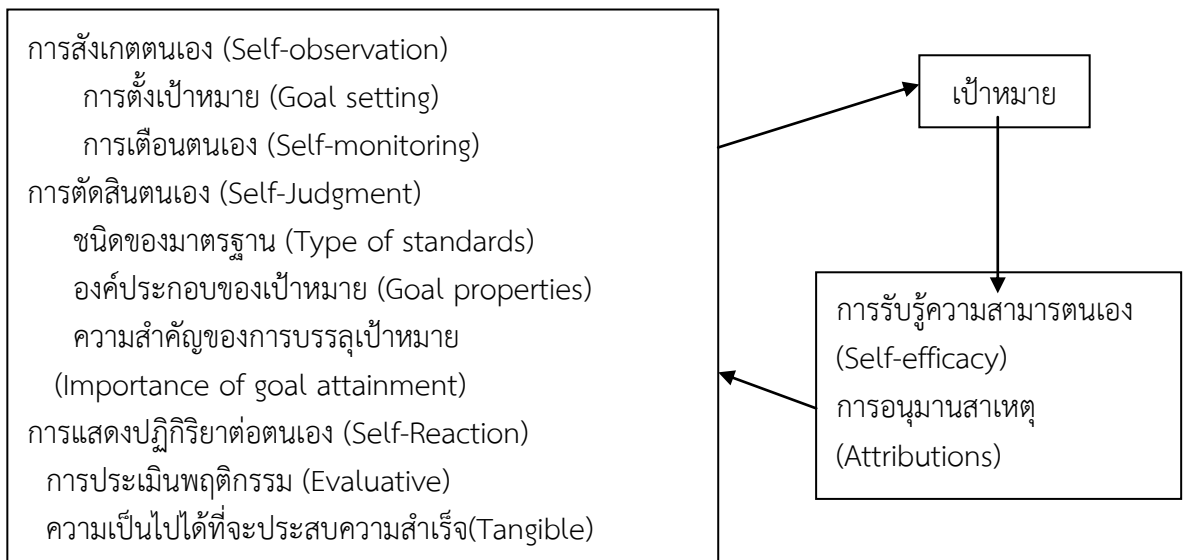 การสังเกตตนเอง (Self-observation)
การตั้งเป้าหมาย (Goal setting)
การเตือนตนเอง (Self-monitoring)
การตัดสินตนเอง (Self-Judgment)
ชนิดของมาตรฐาน (Type of standards)
องค์ประกอบของเป้าหมาย (Goal properties)
ความสำคัญของการบรรลุเป้าหมาย
(Importance of goal attainment)
การแสดงปฏิกิริยาต่อตนเอง (Self-Reaction)
การประเมินพฤติกรรม (Evaluative)
ความเป็นไปได้ที่จะประสบความสำเร็จ(Tangible)
เป้าหมาย
การรับรู้ความสามารตนเอง
(Self-efficacy)
การอนุมานสาเหตุ
(Attributions)